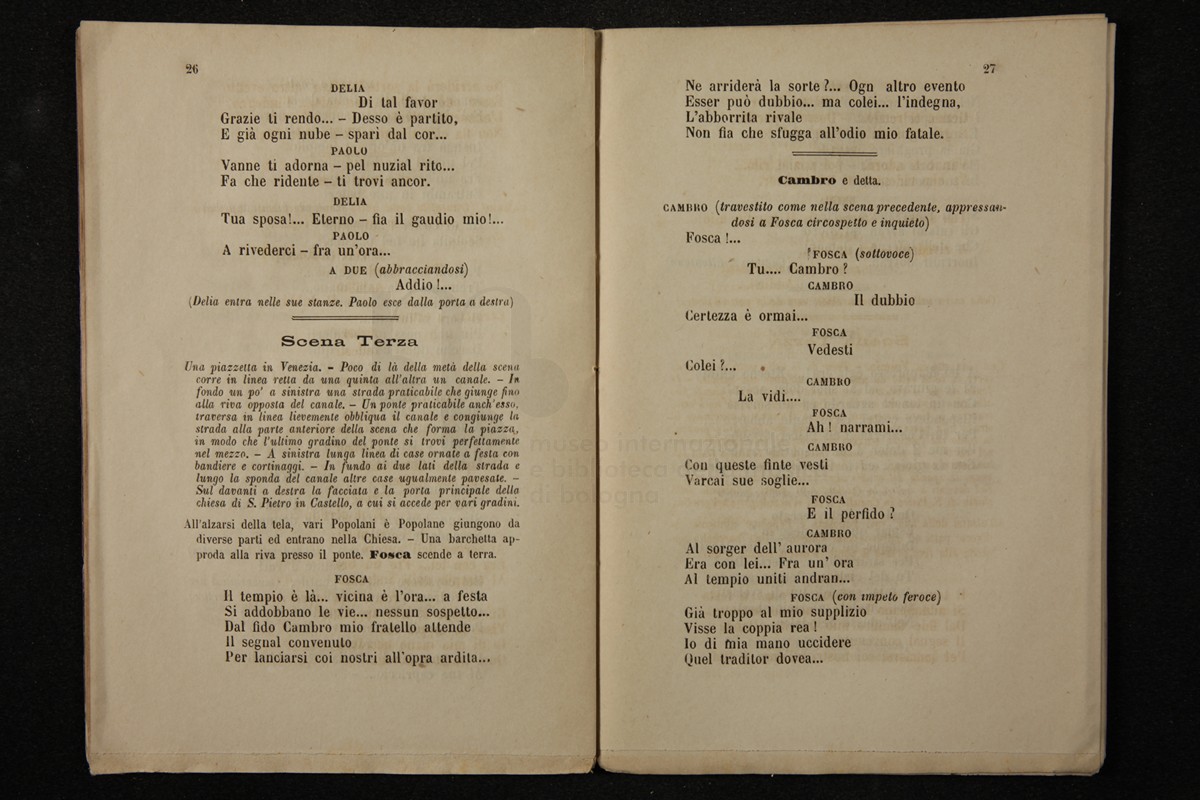 26
DELIA
Di tal favor
Grazie ti rendo... – Desso è partito,
E già ogni nube – spari dal cor...
PAOLO
Vanne ti adorna – pel nuzial rito...
Fa che ridente – ti trovi ancor.
DELIA
Tua sposa!... Eterno – fia il gaudio mio!...
PAOLO
A rivederci – fra un'ora...
A DUE (abbracciandosi)
Addio!...
(Delia entra nelle sue stanze. Paolo esce dalla porta a destra)
Scena Terza
Una piazzetta in Venezia. – Poco di là della metà della scena
corre in linea retta da una quinta all'altra un canale. – In
fondo un po' a sinistra una strada praticabile che giunge fino
alla riva opposta del canale. – Un ponte praticabile anch'esso,
traversa in linea lievemente obbliqua il canale e congiunge la
strada alla parte anteriore della scena che forma la piazza,
in modo che l'ultimo gradino del ponte si trovi perfettamente
nel mezzo. – A sinistra lunga linea di case ornate a festa con
bandiere e cortinaggi. – In fondo ai due lati della strada e
lungo la sponda del canale altre case ugualmente pavesate. –
Sul davanti a destra la facciata e la porta principale della
chiesa di S. Pietro in Castello, a cui si accede per vari gradini.
All'alzarsi della tela, vari Popolani è Popolane giungono da
diverse parti ed entrano nella Chiesa. – Una barchetta ap-
proda alla riva presso il ponte. Fosca scende a terra.
FOSCA
Il tempio è là... vicina è l'ora... a festa
Si addobbano le vie... nessun sospetto...
Dal fido Cambro mio fratello attende
Il segnal convenuto
Per lanciarsi coi nostri all'opra ardita...
27
Ne arriderà la sorte?... Ogn altro evento
Esser può dubbio... ma colei... l'indegna,
L'abborrita rivale
Non fia che sfugga all'odio mio fatale.
Cambro e detta.
CAMBRO (travestito come nella scena precedente, appressan-
dosi a Fosca circospetto e inquieto)
Fosca!...
FOSCA (sottovoce)
Tu.... Cambro?
CAMBRO
Il dubbio
Certezza è ormai...
FOSCA
Vedesti
Colei?...
CAMBRO
La vidi....
FOSCA
Ah! narrami...
CAMBRO
Con queste finte vesti
Varcai sue soglie...
FOSCA
E il perfido?
CAMBRO
Al sorger dell' aurora
Era con lei... Fra un' ora
Al tempio uniti andran...
FOSCA (con impeto feroce)
Già troppo al mio supplizio
Visse la coppia rea!
Io di mia mano uccidere
Quel traditor dovea...
museo internazionale
e biblioteca d
di bologna